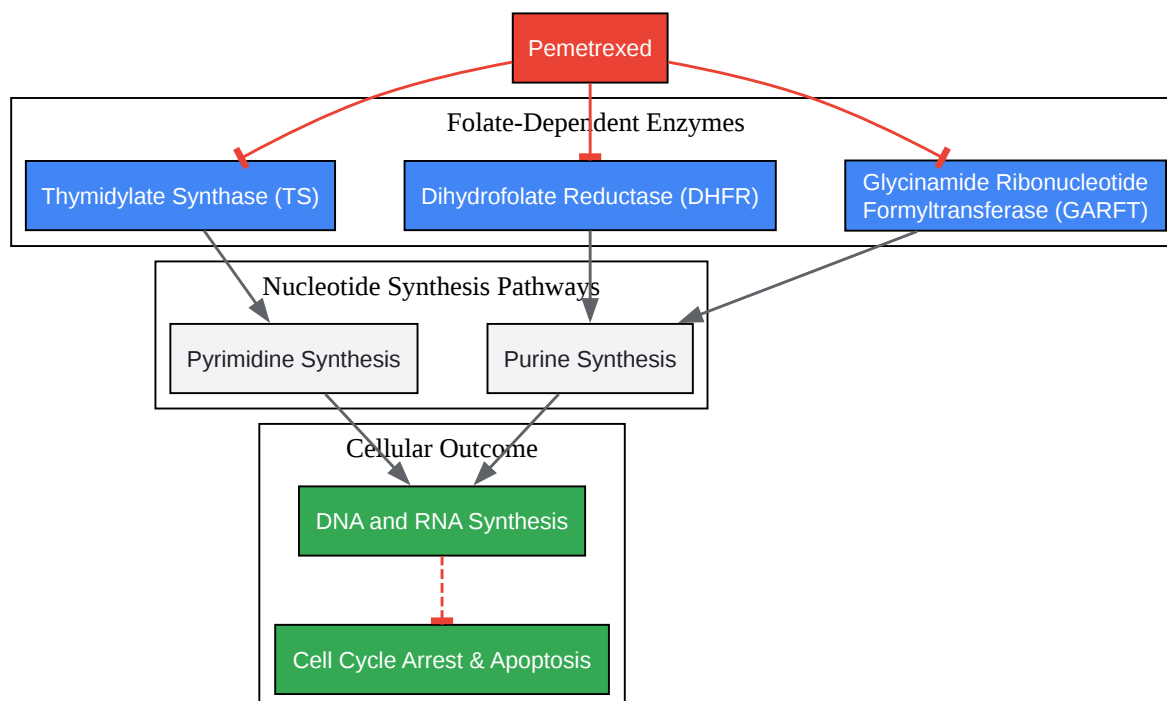 Pemetrexed
Folate-Dependent Enzymes
Thymidylate Synthase (TS)
Dihydrofolate Reductase (DHFR)
Glycinamide Ribonucleotide
Formyltransferase (GARFT)
Nucleotide Synthesis Pathways
Pyrimidine Synthesis
Purine Synthesis
Cellular Outcome
DNA and RNA Synthesis
Cell Cycle Arrest & Apoptosis